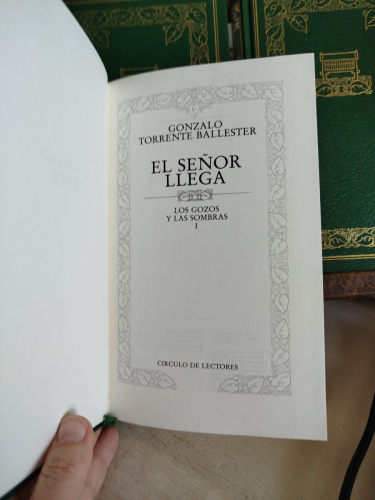 GONZALO
TORRENTE BALLESTER
EL SEÑOR
LLEGA
LOS GOZOS
Y LAS SOMBRAS
I
CIRCULO DE LECTORES